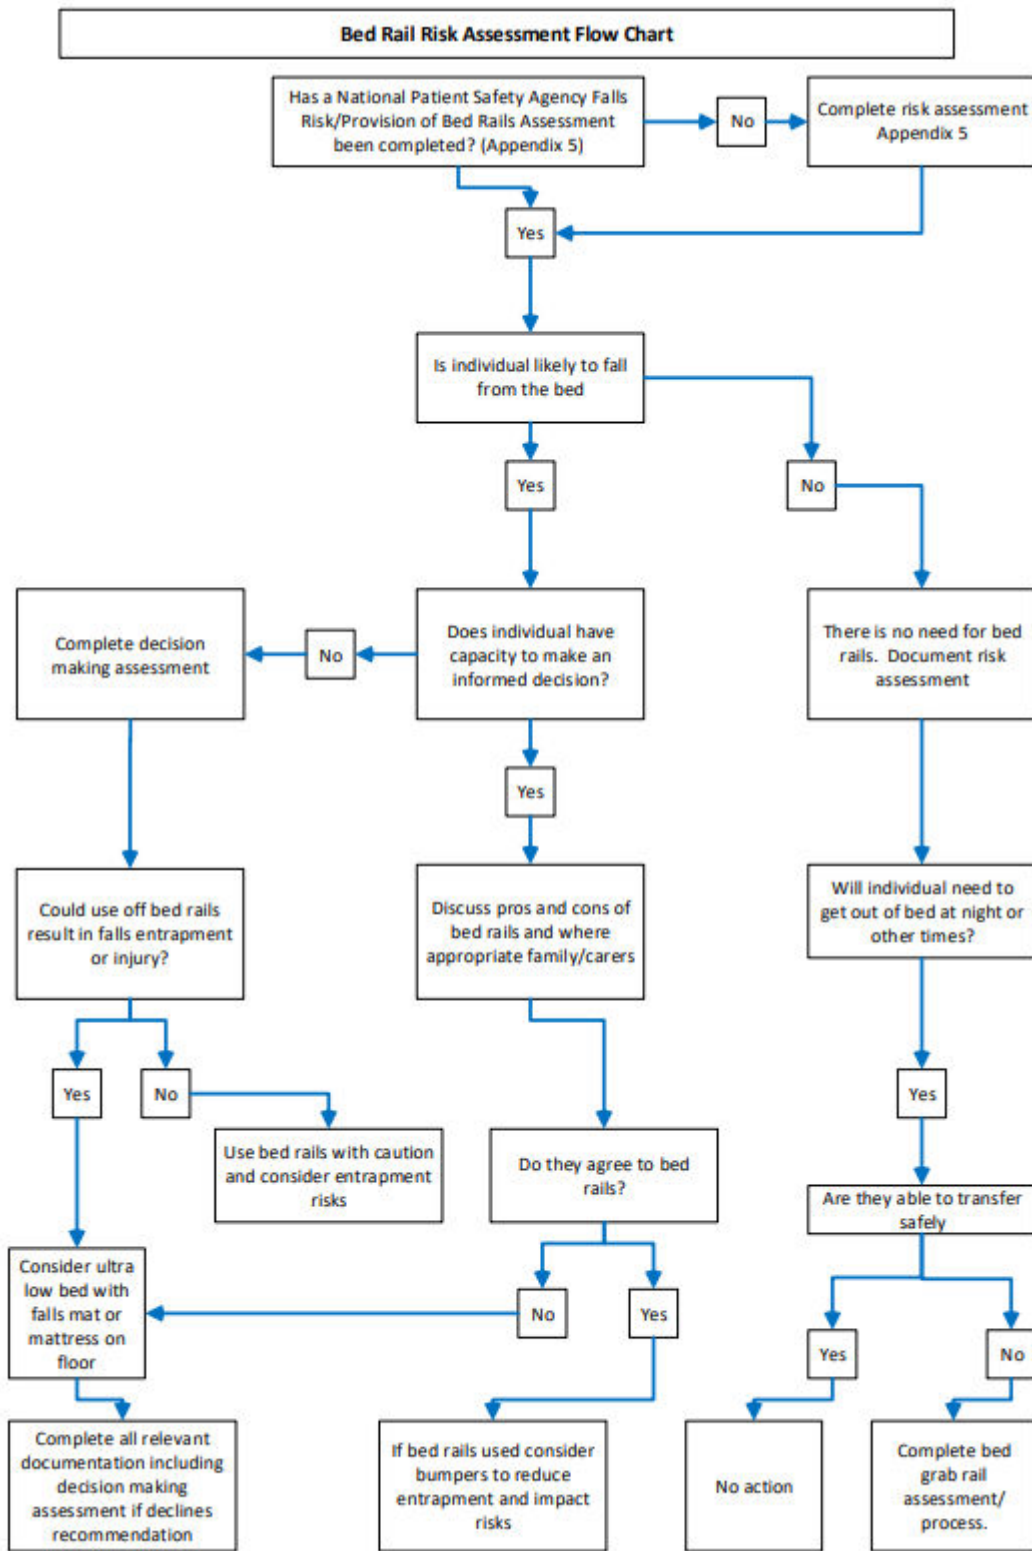 Bed Rail Risk Assessment Flow Chart
Has a National Patient Safety Agency Falls
Risk/Provision of Bed Rails Assessment
been completed? (Appendix 5)
No
Complete risk assessment
Appendix 5
Yes
Is individual likely to fall
from the bed
Yes
No
Complete decision
making assessment
No
Does individual have
capacity to make an
informed decision?
There is no need for bed
rails. Document risk
assessment
Yes
Could use off bed rails
result in falls entrapment
or injury?
Discuss pros and cons of
bed rails and where
appropriate family/carers
Will individual need to
get out of bed at night or
other times?
Yes
No
Yes
Use bed rails with caution
and consider entrapment
risks
Do they agree to bed
rails?
Are they able to transfer
safely
Consider ultra
low bed with
falls mat or
mattress on
floor
No
Yes
Yes
No
Complete all relevant
documentation including
decision making
assessment if declines
recommendation
If bed rails used consider
bumpers to reduce
entrapment and impact
risks
No action
Complete bed
grab rail
assessment/
process.